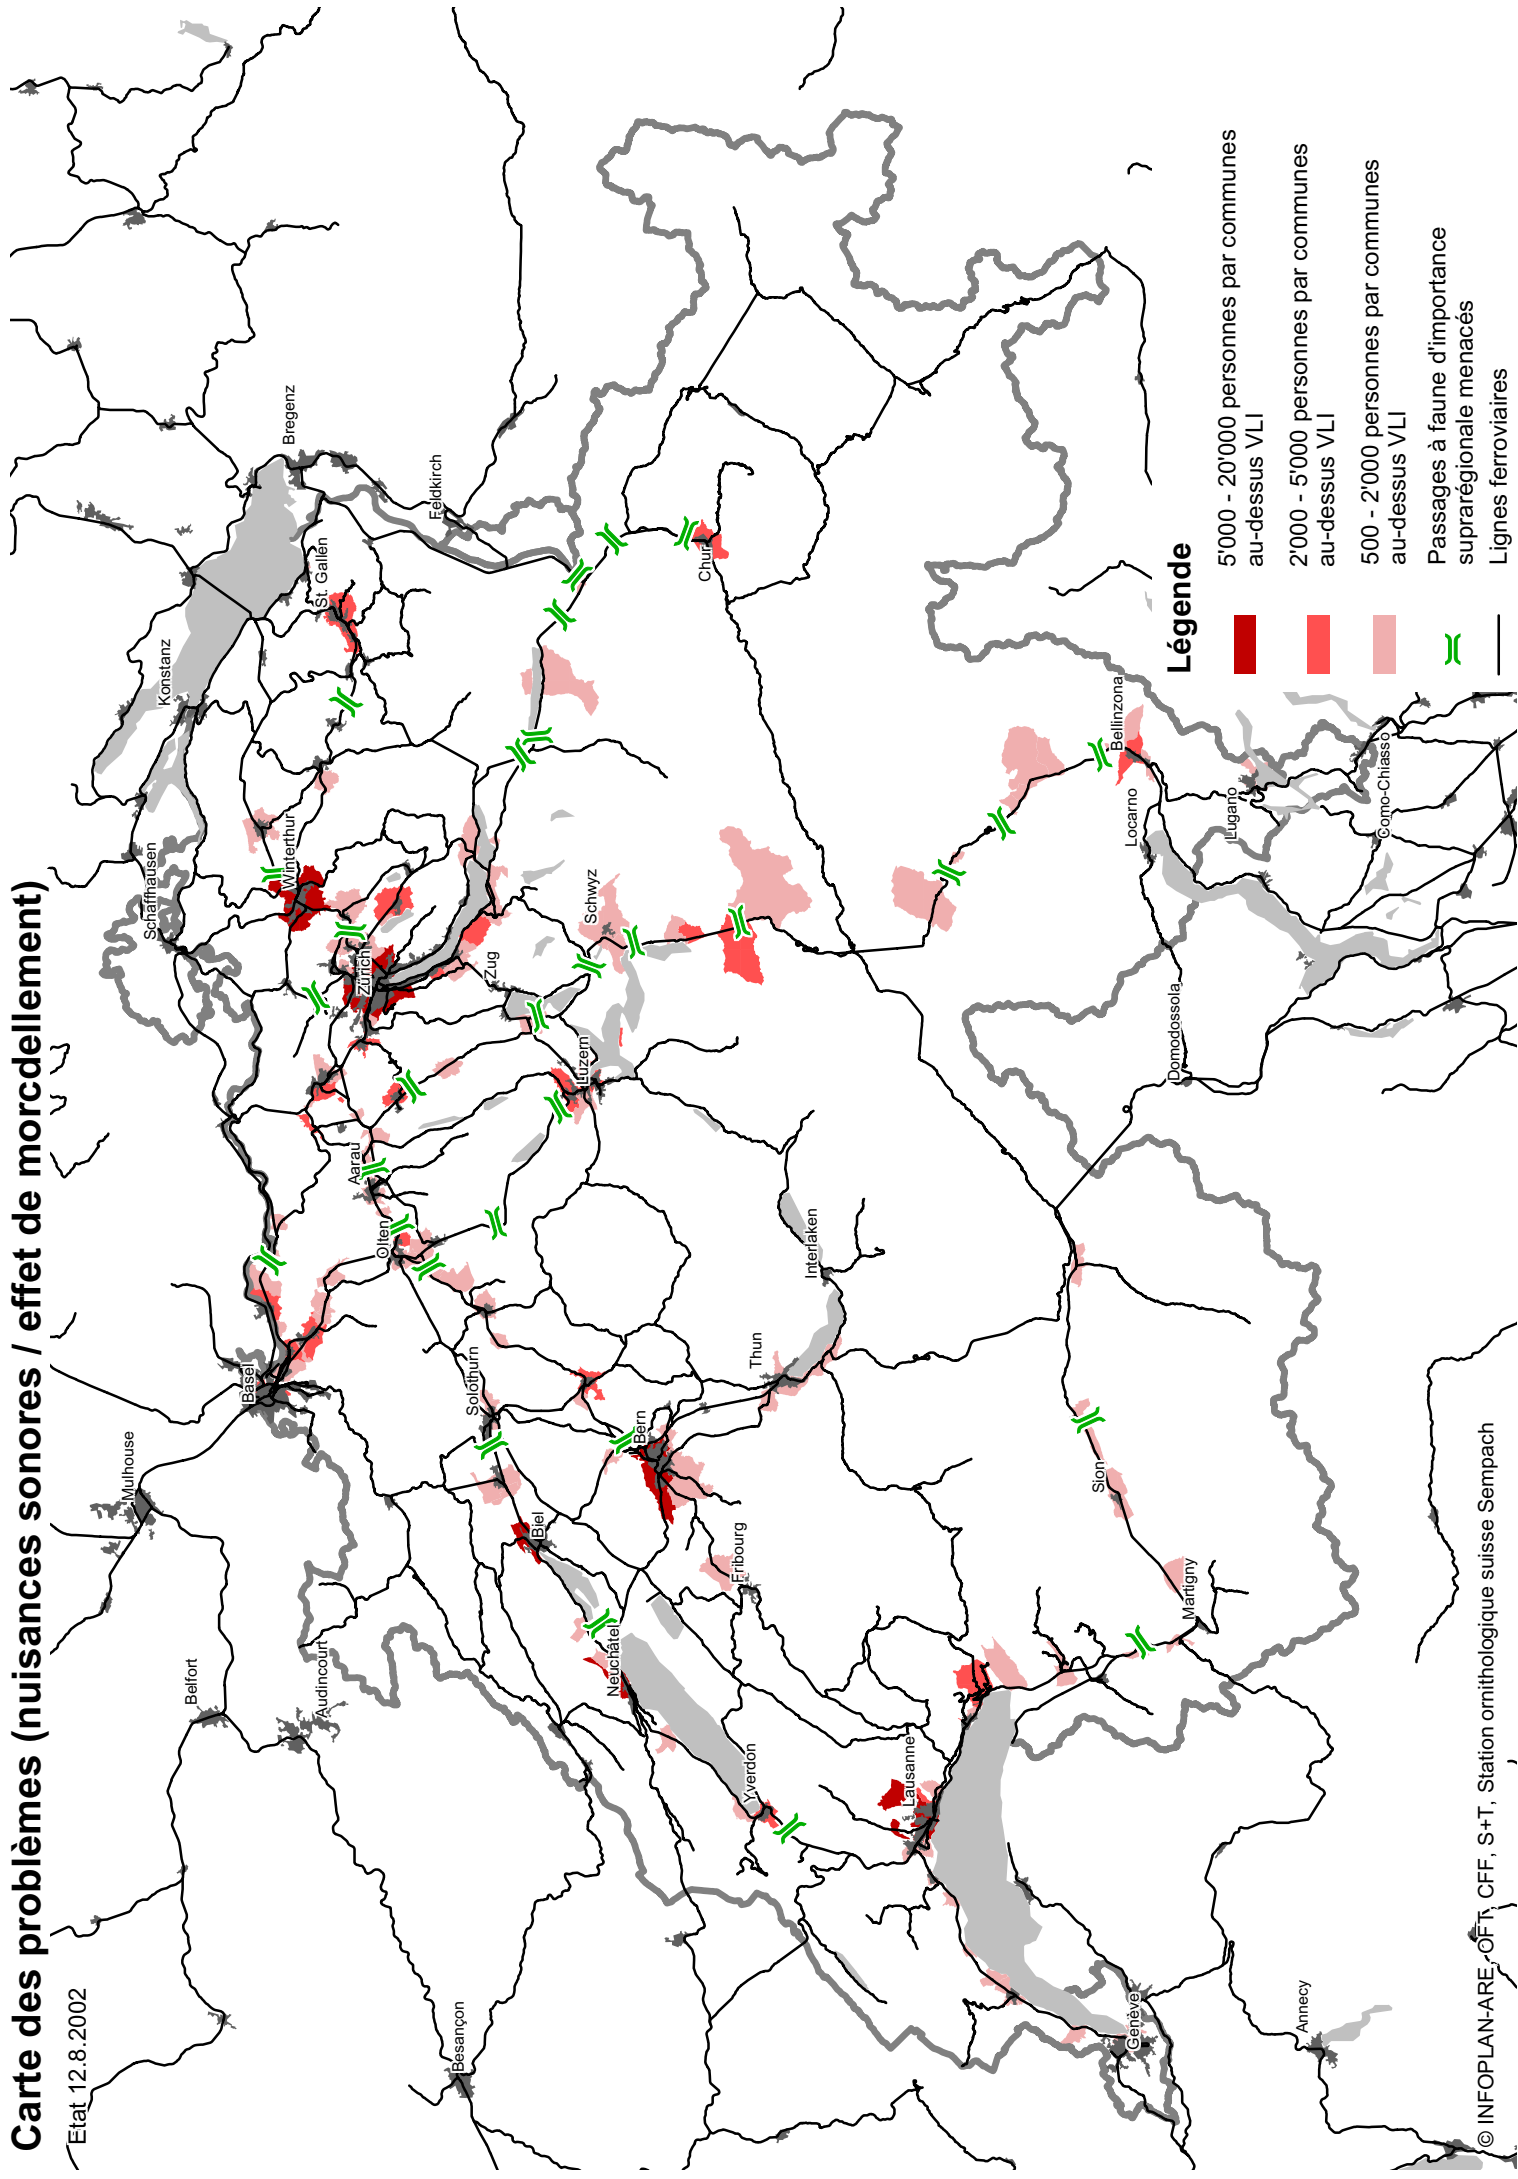 Carte des problèmes (nuisances sonores / effet de morcdellement)
Etat 12.8.2002
Mulhouse
Basel
Schaffhausen
Konstanz
Bregenz
Belfort
Audincourt
Winterthur
St. Gallen
Feldkirch
Zürich
Aarau
Olten
Besançon
Solothurn
Zug
Biel
Luzern
Schwyz
Neuchâtel
Bern
Chur
Fribourg
Yverdon
Thun
Interlaken
Lausanne
Sion
Martigny
Genève
Domodossola
Locarno
Bellinzona
Lugano
Como-Chiasso
Annecy
Légende
5'000 - 20'000 personnes par communes
au-dessus VLI
2'000 - 5'000 personnes par communes
au-dessus VLI
500 - 2'000 personnes par communes
au-dessus VLI
Passages à faune d'importance
suprarégionale menacés
Lignes ferroviaires
© INFOPLAN-ARE, OFT, CFF, S+T, Station ornithologique suisse Sempach